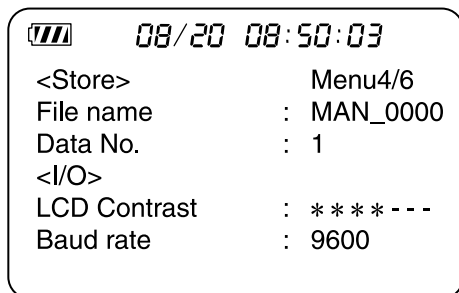 08/20 08:50:03
<Store> Menu4/6
File name : MAN_0000
Data No. : 1
<I/O>
LCD Contrast : ****---
Baud rate : 9600